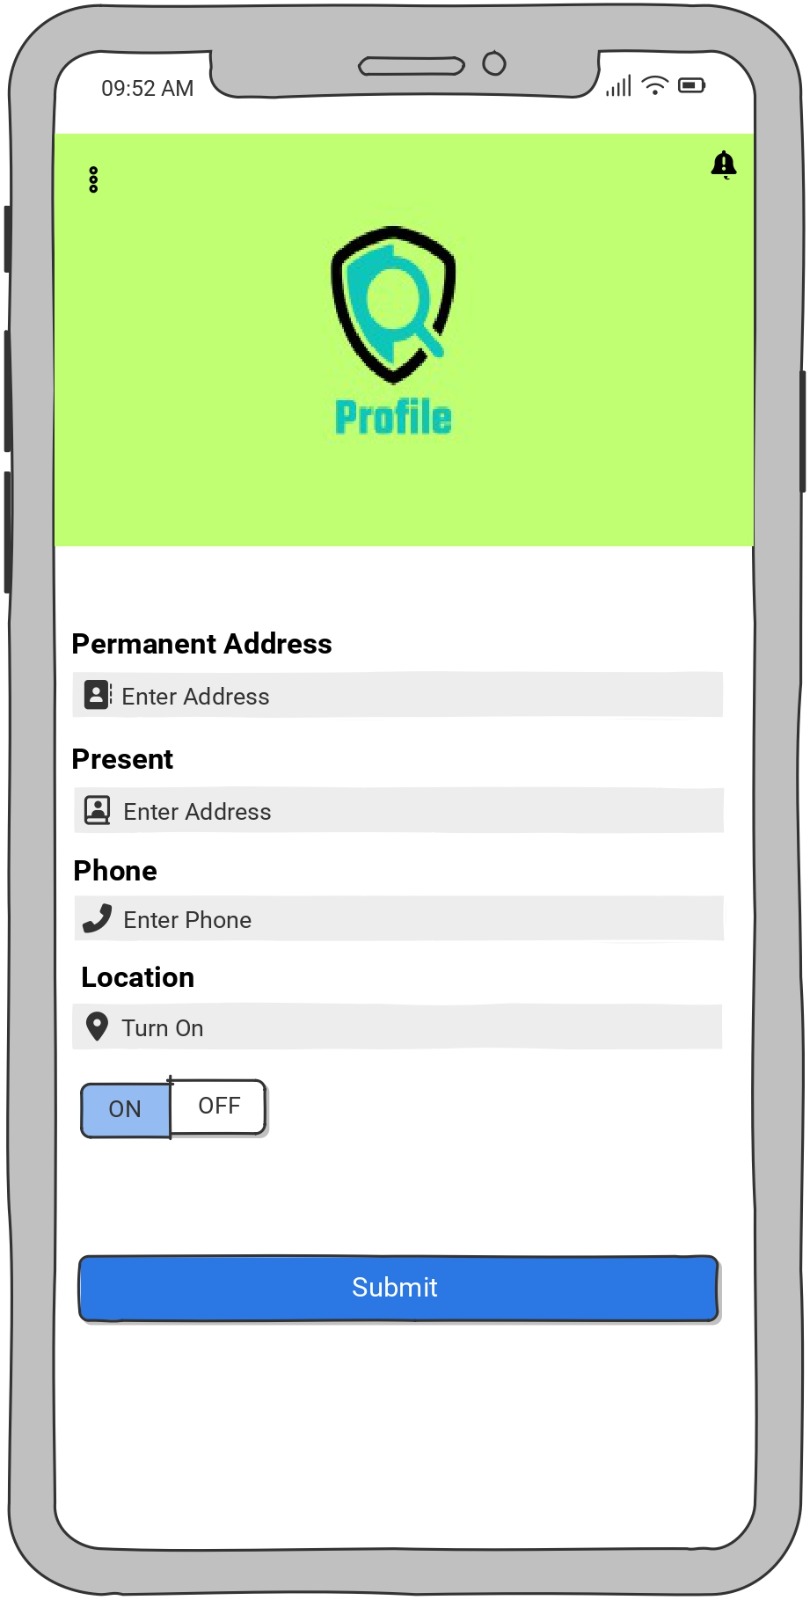 09:52 AM
Profile
Permanent Address
Enter Address
Present
Enter Address
Phone
Enter Phone
Location
Turn On
ON OFF
Submit